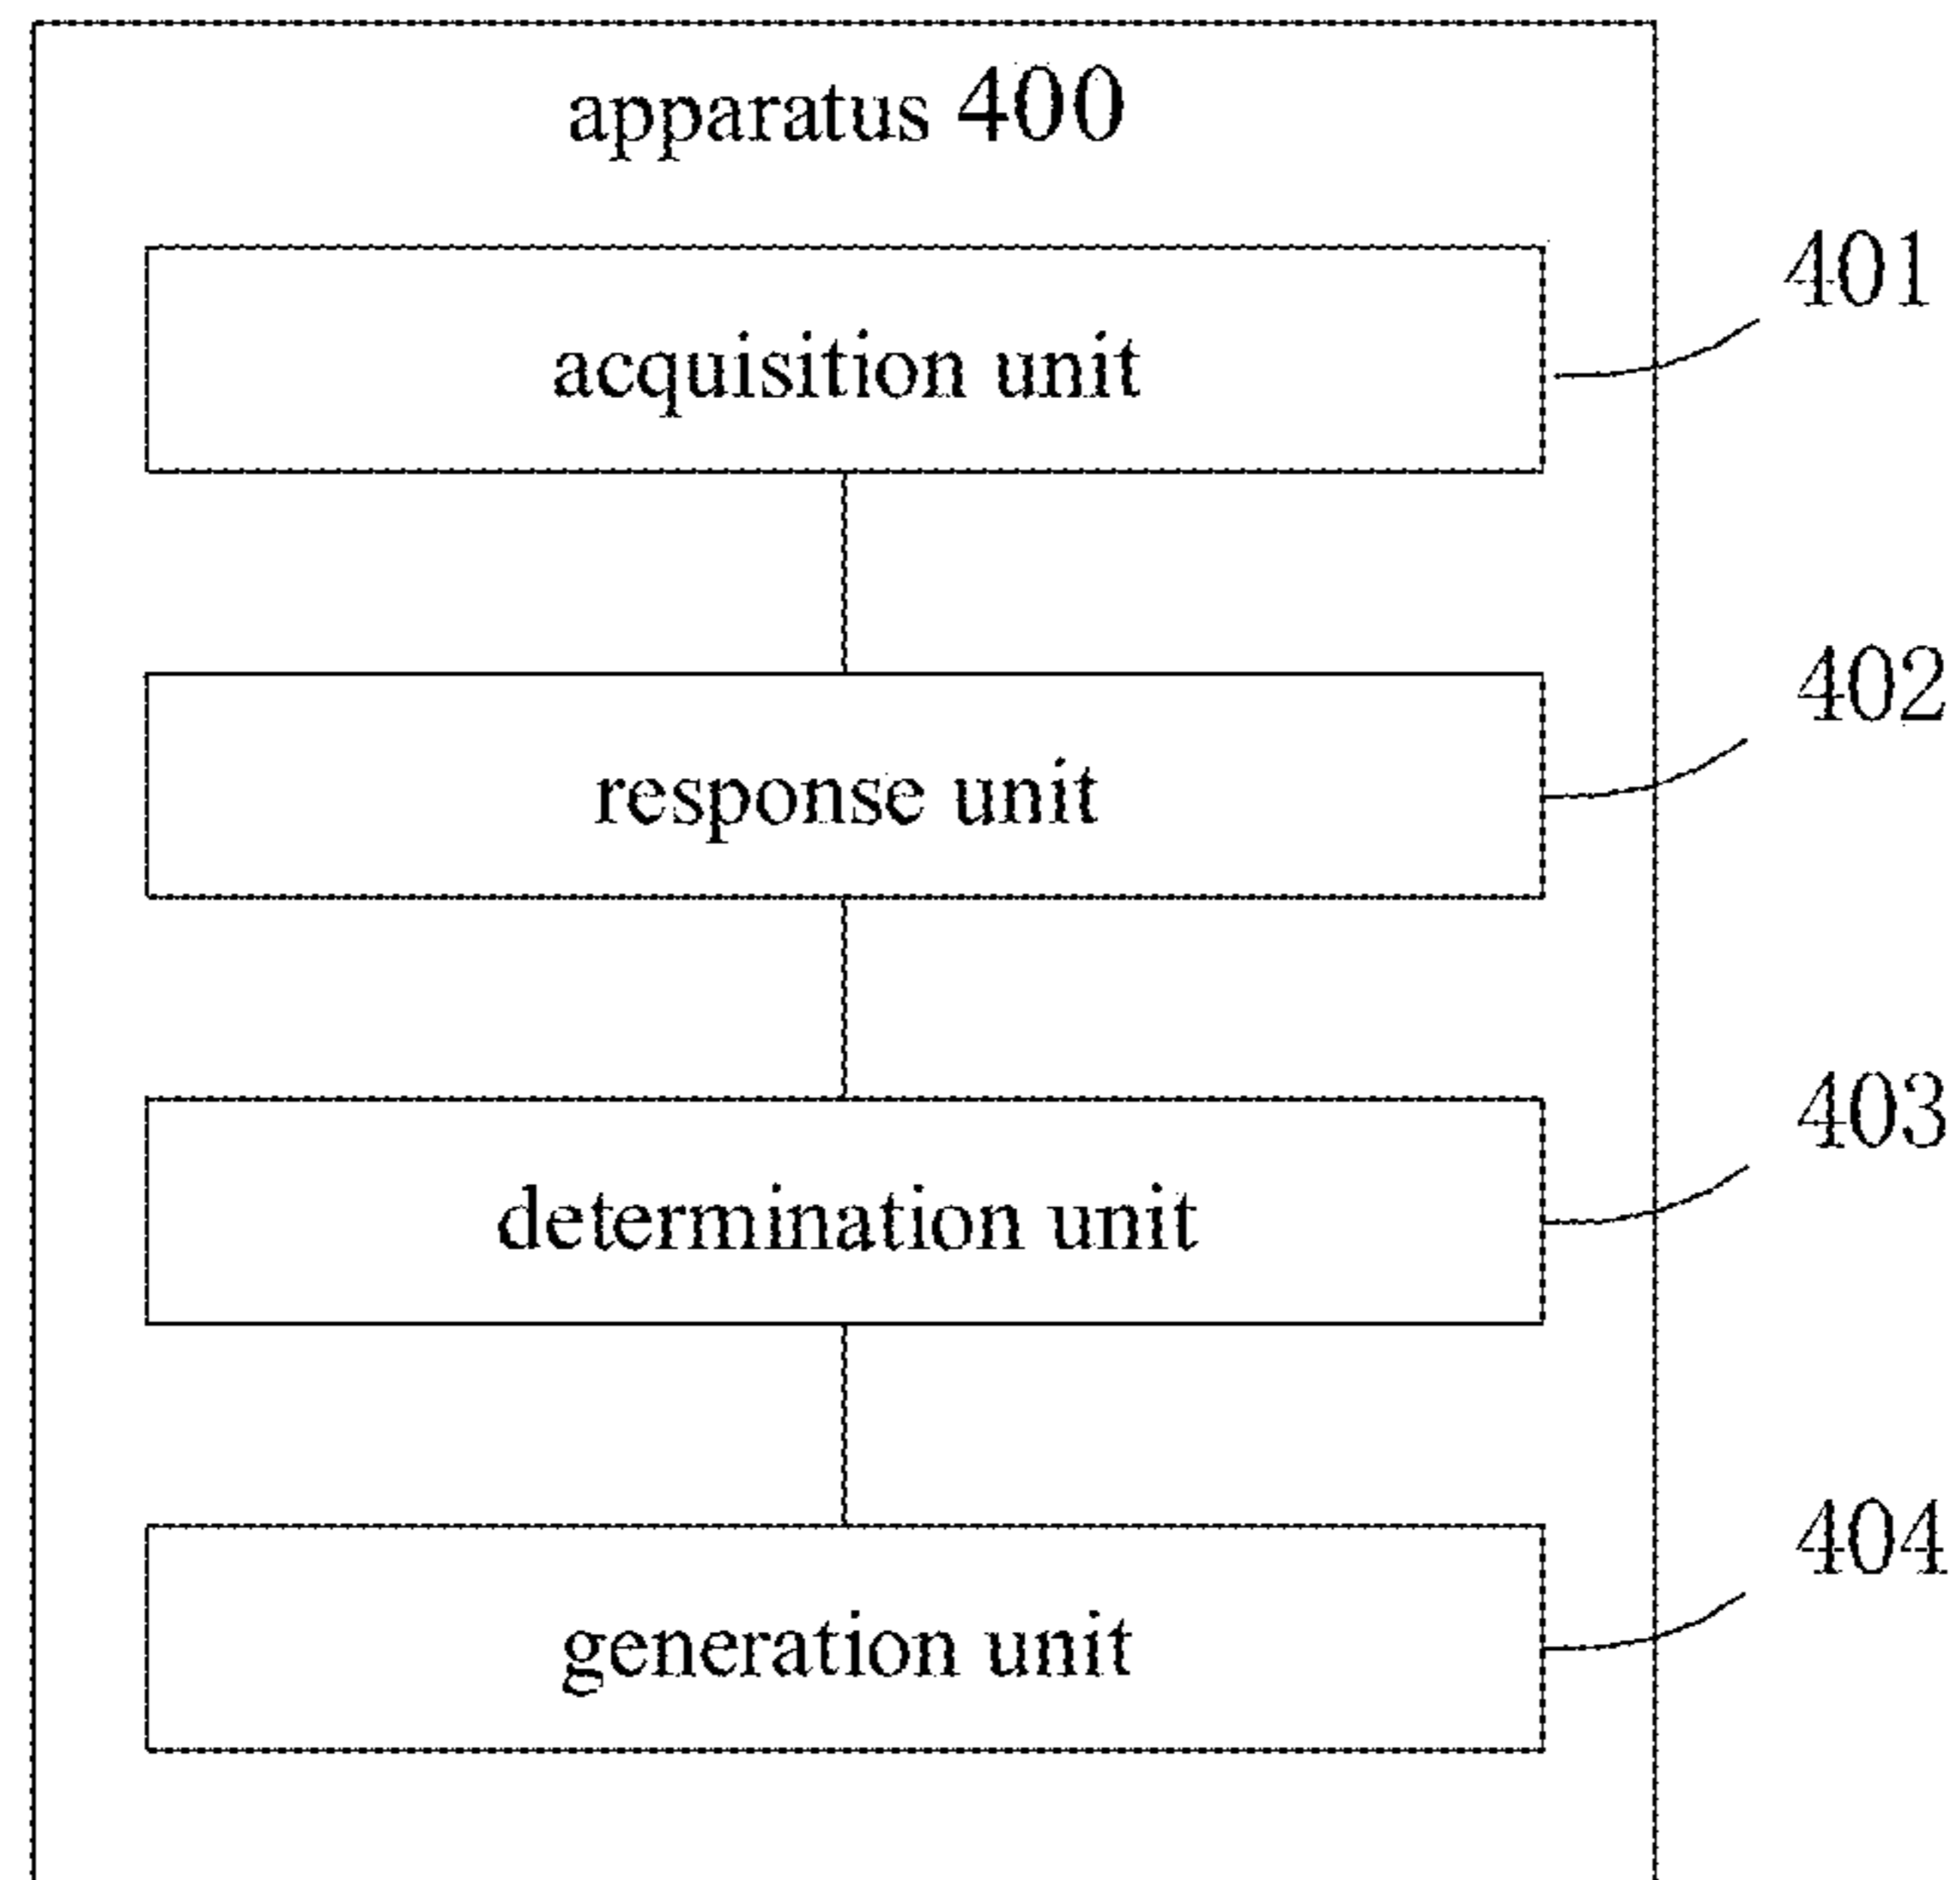 apparatus 400
401
acquisition unit
402
response unit
403
determination unit
404
generation unit